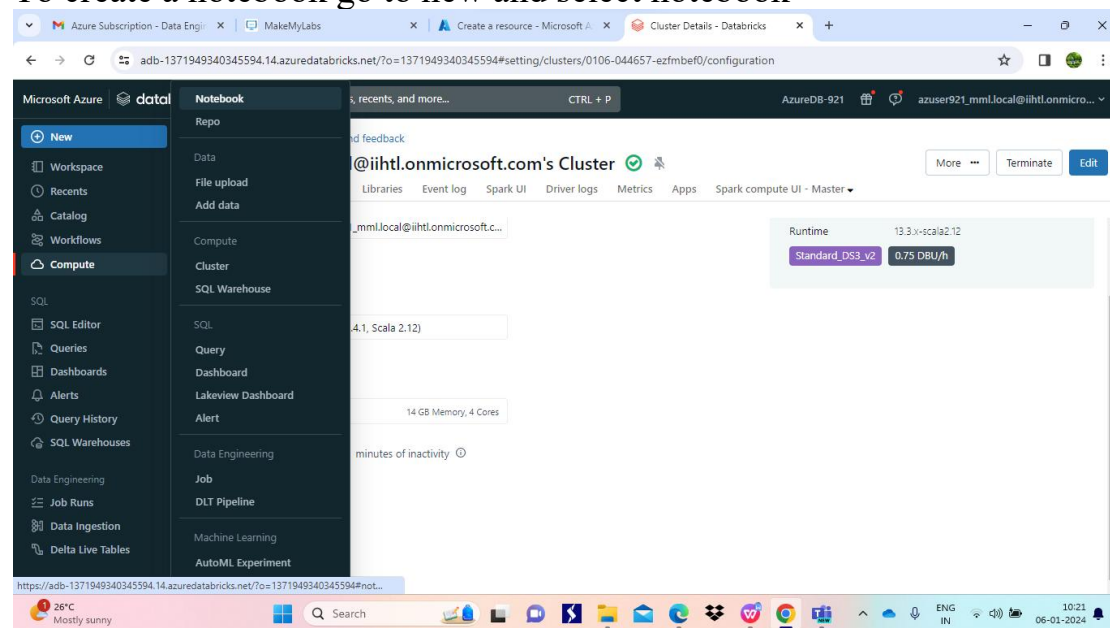 To create a notebook go to new and select notebook
Azure Subscription - Data Engin
MakeMyLabs
Create a resource - Microsoft A
Cluster Details - Databricks
adb-1371949340345594.14.azuredatabricks.net/?o=1371949340345594#setting/clusters/0106-044657-ezfmbef0/configuration
Microsoft Azure
datab
s, recents, and more...
CTRL + P
AzureDB-921
azuser921_mml.local@iihtl.onmicro...
New
Workspace
Recents
Catalog
Workflows
Compute
SQL
SQL Editor
Queries
Dashboards
Alerts
Query History
SQL Warehouses
Data Engineering
Job Runs
Data Ingestion
Delta Live Tables
Notebook
Repo
Data
File upload
Add data
Compute
Cluster
SQL Warehouse
SQL
Query
Dashboard
Lakeview Dashboard
Alert
Data Engineering
Job
DLT Pipeline
Machine Learning
AutoML Experiment
nd feedback
l@iihtl.onmicrosoft.com's Cluster
More ... Terminate Edit
Libraries Event log Spark UI Driver logs Metrics Apps Spark compute UI - Master
_mml.local@iihtl.onmicrosoft.c...
Runtime 13.3.x-scala2.12
Standard_DS3_v2 0.75 DBU/h
.4.1, Scala 2.12)
14 GB Memory, 4 Cores
minutes of inactivity
https://adb-1371949340345594.14.azuredatabricks.net/?o=1371949340345594#not...
1
26°C
Mostly sunny
Search
NEW
ENG
IN
10:21
06-01-2024